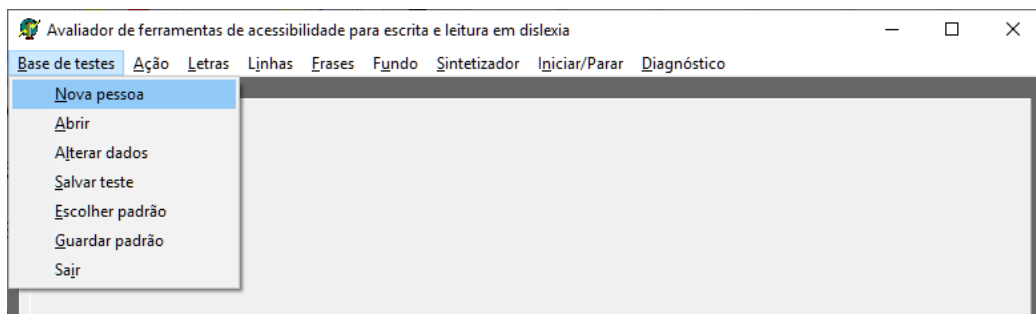 Avaliador de ferramentas de acessibilidade para escrita e leitura em dislexia
Base de testes Ação Letras Linhas Frases Fundo Sintetizador Iniciar/Parar Diagnóstico
Nova pessoa
Abrir
Alterar dados
Salvar teste
Escolher padrão
Guardar padrão
Sair